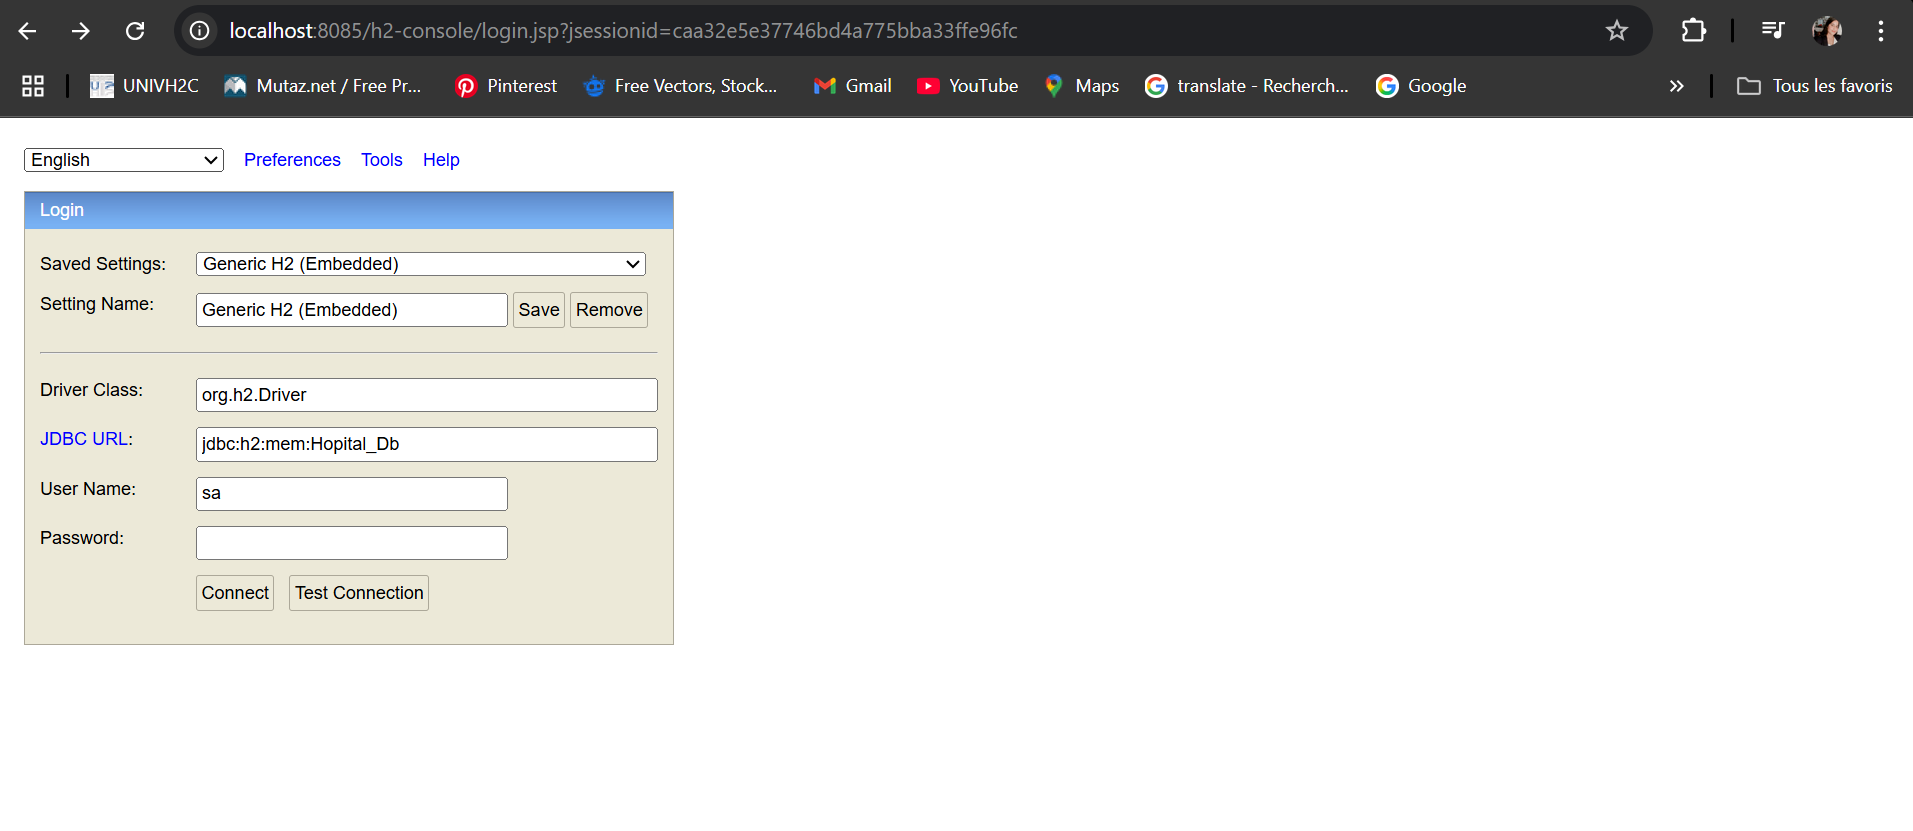 localhost:8085/h2-console/login.jsp?jsessionid=caa32e5e37746bd4a775bba33ffe96fc
UNIVH2C Mutaz.net / Free Pr... Pinterest Free Vectors, Stock... Gmail YouTube Maps translate - Recherch... Google » Tous les favoris
English Preferences Tools Help
Login
Saved Settings: Generic H2 (Embedded)
Setting Name: Generic H2 (Embedded) Save Remove
Driver Class: org.h2.Driver
JDBC URL: jdbc:h2:mem:Hopital_Db
User Name: sa
Password:
Connect Test Connection